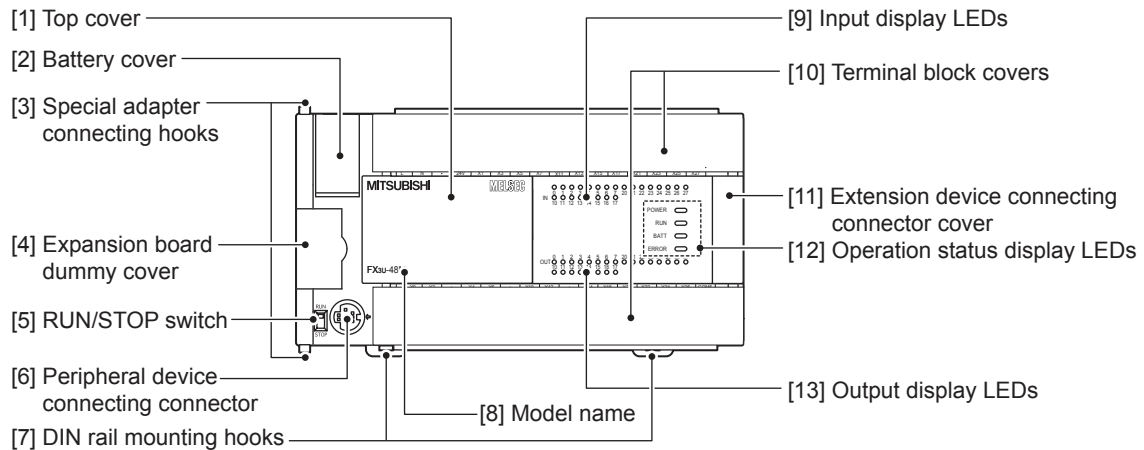 [1] Top cover
[2] Battery cover
[3] Special adapter
connecting hooks
[4] Expansion board
dummy cover
[5] RUN/STOP switch
[6] Peripheral device
connecting connector
[7] DIN rail mounting hooks
[8] Model name
[9] Input display LEDs
[10] Terminal block covers
[11] Extension device connecting
connector cover
[12] Operation status display LEDs
[13] Output display LEDs
MITSUBISHI
MELSEC
IN
POWER
RUN
BATT
ERROR
OUT
FX3U-48
RUN
STOP